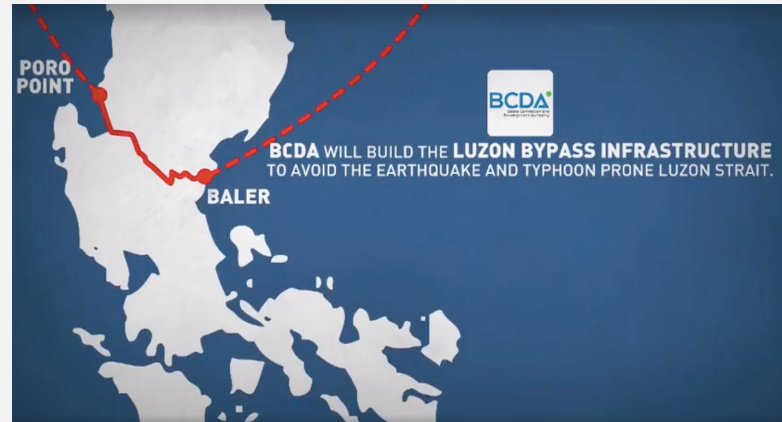 PORO
POINT
BCDA
BCDA WILL BUILD THE LUZON BYPASS INFRASTRUCTURE
TO AVOID THE EARTHQUAKE AND TYPHOON PRONE LUZON STRAIT.
BALER